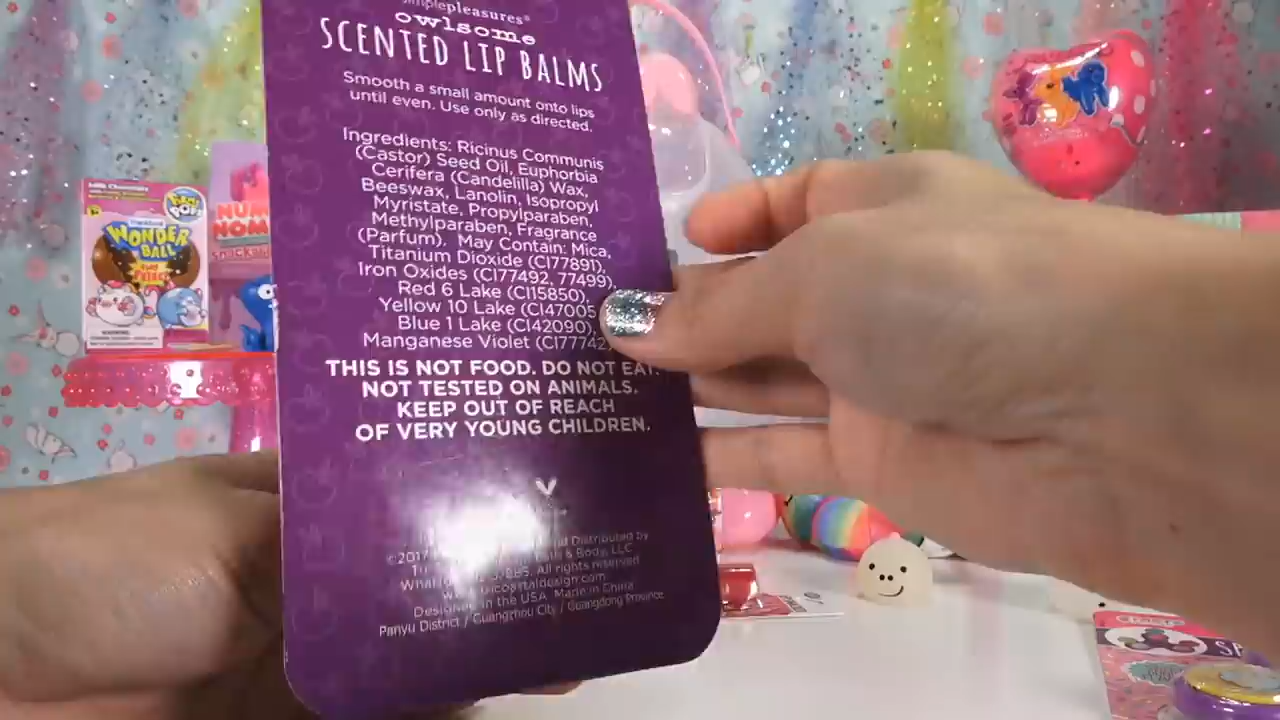 simplepleasures®
owlsome
SCENTED LIP BALMS
Smooth a small amount onto lips
until even. Use only as directed.
Ingredients: Ricinus Communis
(Castor) Seed Oil, Euphorbia
Cerifera (Candelilla) Wax,
Beeswax, Lanolin, Isopropyl
Myristate, Propylparaben,
Methylparaben, Fragrance
(Parfum). May Contain: Mica,
Titanium Dioxide (CI77891),
Iron Oxides (CI77492, 77499),
Red 6 Lake (CI15850),
Yellow 10 Lake (CI47005
Blue 1 Lake (CI42090),
Manganese Violet (CI77742
THIS IS NOT FOOD. DO NOT EAT.
NOT TESTED ON ANIMALS.
KEEP OUT OF REACH
OF VERY YOUNG CHILDREN.
Distributed by
©2017 Bath & Body, LLC
All rights reserved
Designed in the USA. Made in China
Panyu District / Guangzhou City / Guangdong Province
WONDER
BALL
NUM
NOM